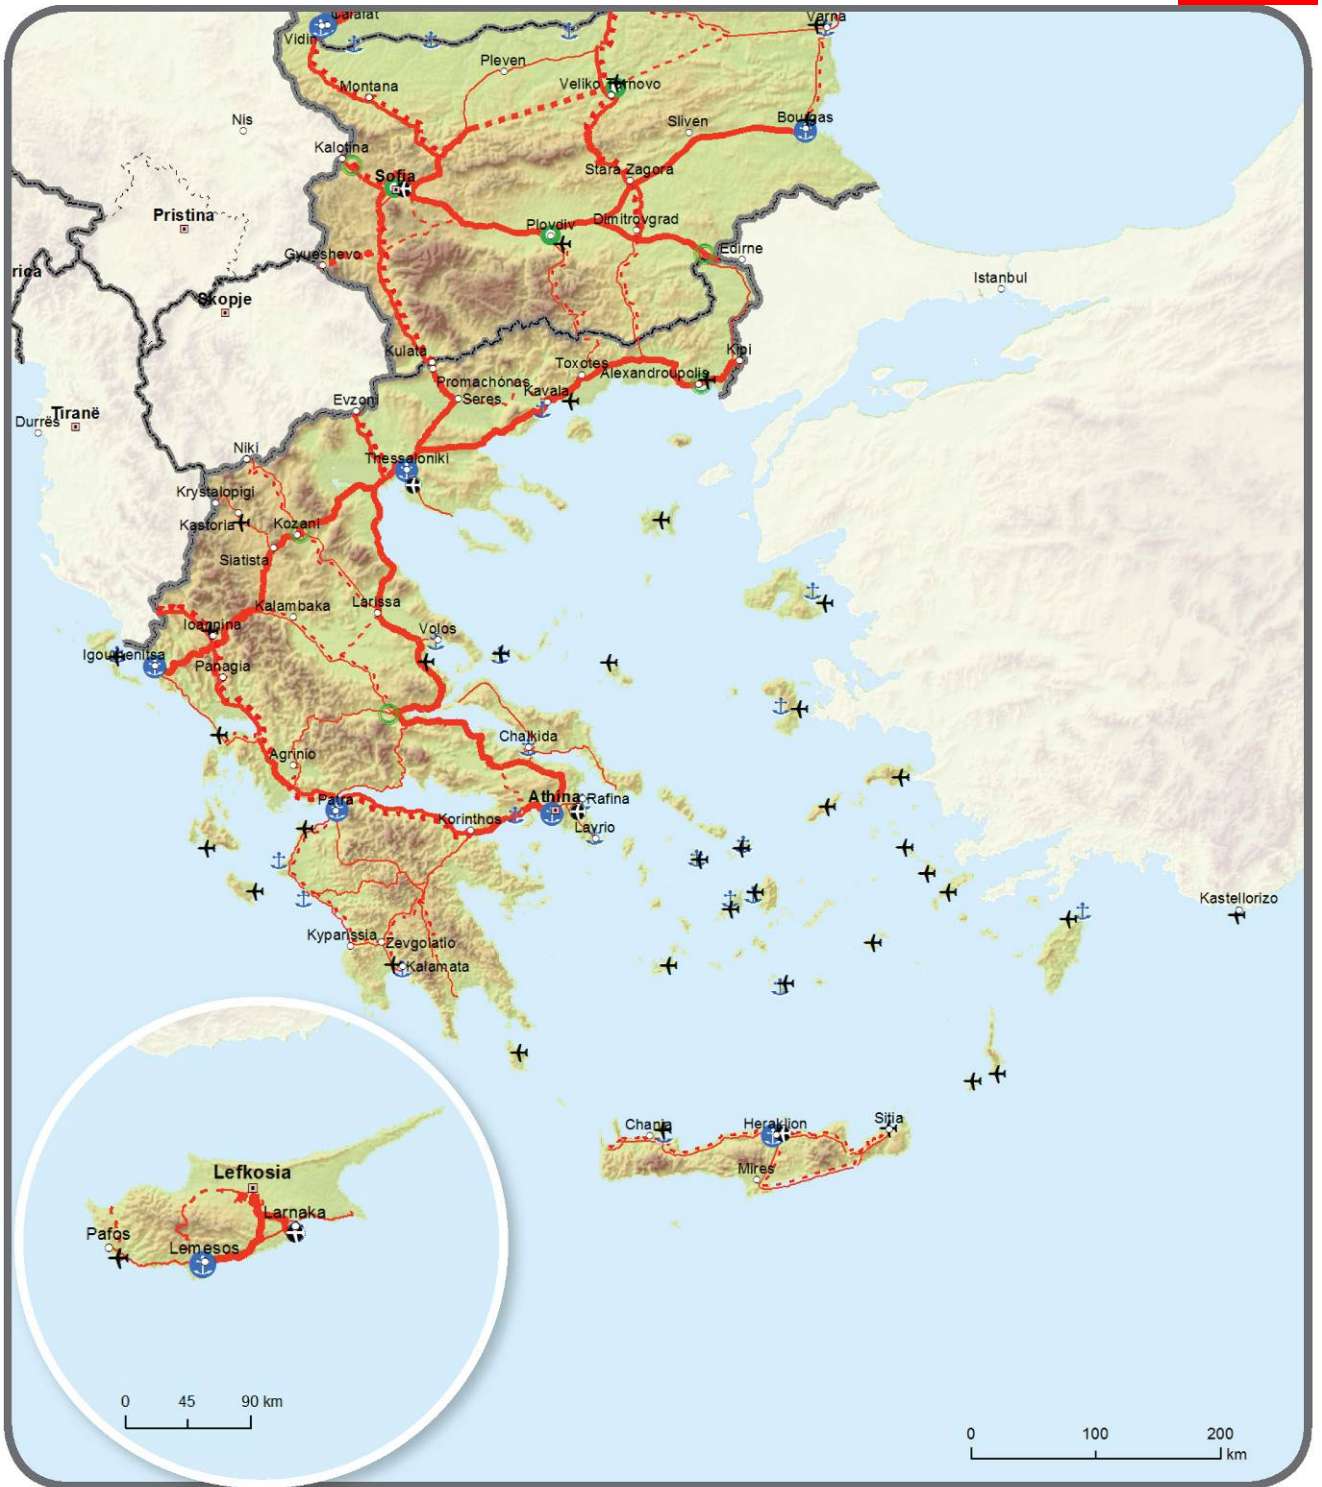 Calafat
Varna
Vidin
Pleven
Montana
Veliko Tarnovo
Nis
Sliven
Bourgas
Kalotina
Sofia
Stara Zagora
Pristina
Plovdiv
Dimitrovgrad
Gyueshevo
Edirne
rica
Istanbul
Skopje
Kulata
Toxotes
Kipi
Promachonas
Alexandroupolis
Evzoni
Seres
Kavala
Durrës
Tiranë
Niki
Thessaloniki
Krystalopigi
Kastoria
Kozani
Siatista
Kalambaka
Larissa
Ioannina
Volos
Igoumenitsa
Panagia
Chalkida
Agrinio
Patra
Athina
Rafina
Korinthos
Lavrio
Kastellorizo
Kyparissia
Zevgolatio
Kalamata
Chania
Heraklion
Sitia
Mires
Lefkosia
Larnaka
Pafos
Lemesos
0 45 90 km
0 100 200
km